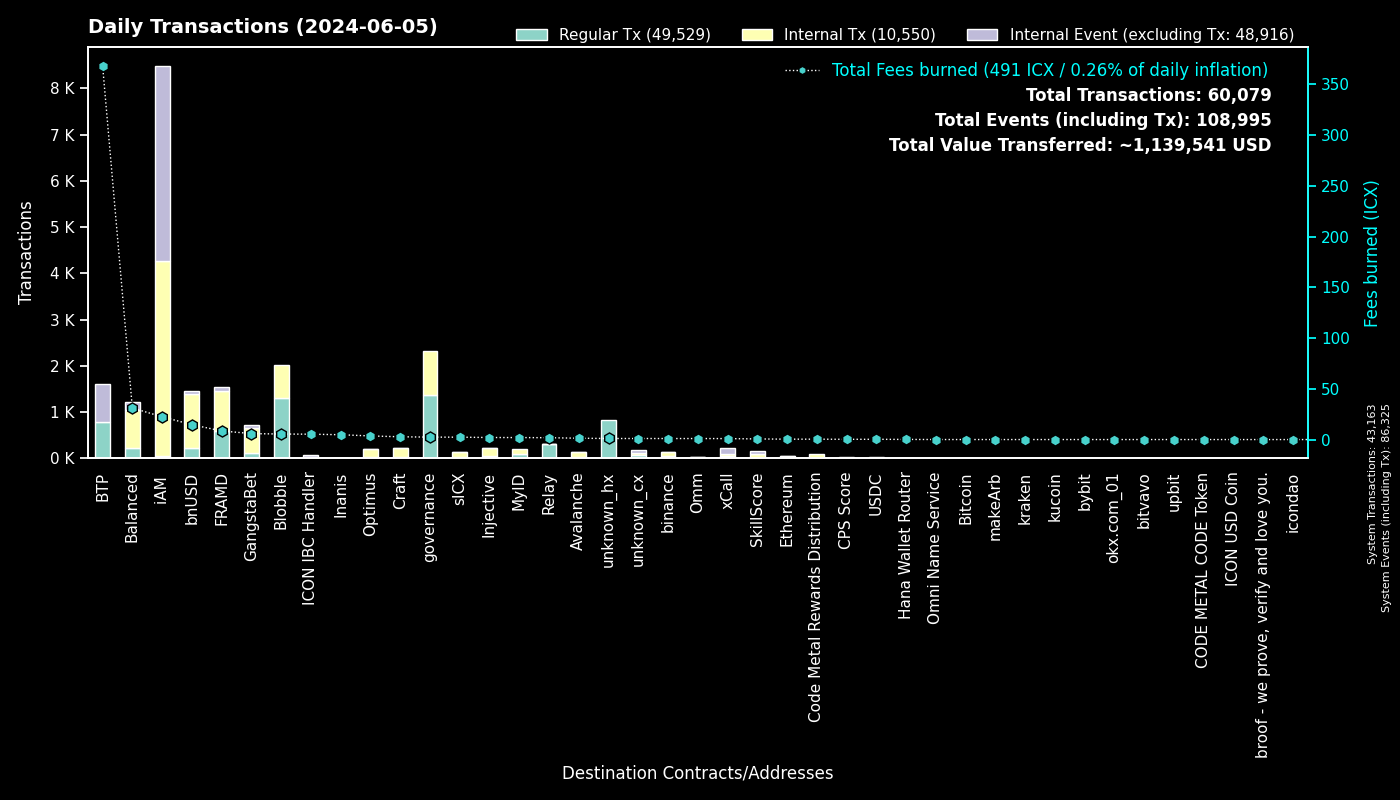 Daily Transactions (2024-06-05)
Regular Tx (49,529)
Internal Tx (10,550)
Internal Event (excluding Tx: 48,916)
Total Fees burned (491 ICX / 0.26% of daily inflation)
Total Transactions: 60,079
Total Events (including Tx): 108,995
Total Value Transferred: ~1,139,541 USD
Transactions
8 K
7 K
6 K
5 K
4 K
3 K
2 K
1 K
0 K
350
300
250
200
150
100
50
0
Fees burned (ICX)
System Transactions: 43,163
System Events (including Tx): 86,325
BTP
Balanced
iAM
bnUSD
FRAMD
GangstaBet
Blobble
ICON IBC Handler
Inanis
Optimus
Craft
governance
sICX
Injective
MyID
Relay
Avalanche
unknown_hx
unknown_cx
binance
Omm
xCall
SkillScore
Ethereum
Code Metal Rewards Distribution
CPS Score
USDC
Hana Wallet Router
Omni Name Service
Bitcoin
makeArb
kraken
kucoin
bybit
okx.com_01
bitvavo
upbit
CODE METAL CODE Token
ICON USD Coin
broof - we prove, verify and love you.
icondao
Destination Contracts/Addresses